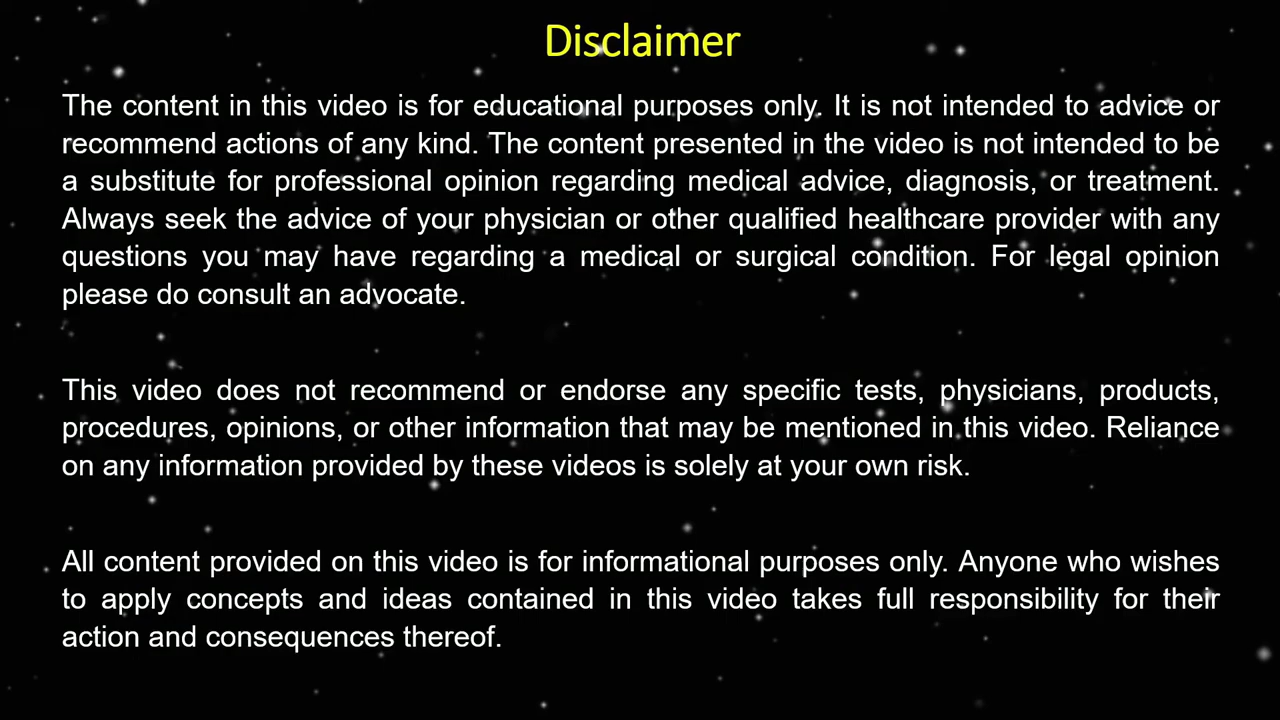 Disclaimer
The content in this video is for educational purposes only. It is not intended to advice or
recommend actions of any kind. The content presented in the video is not intended to be
a substitute for professional opinion regarding medical advice, diagnosis, or treatment.
Always seek the advice of your physician or other qualified healthcare provider with any
questions you may have regarding a medical or surgical condition. For legal opinion
please do consult an advocate.
This video does not recommend or endorse any specific tests, physicians, products,
procedures, opinions, or other information that may be mentioned in this video. Reliance
on any information provided by these videos is solely at your own risk.
All content provided on this video is for informational purposes only. Anyone who wishes
to apply concepts and ideas contained in this video takes full responsibility for their
action and consequences thereof.